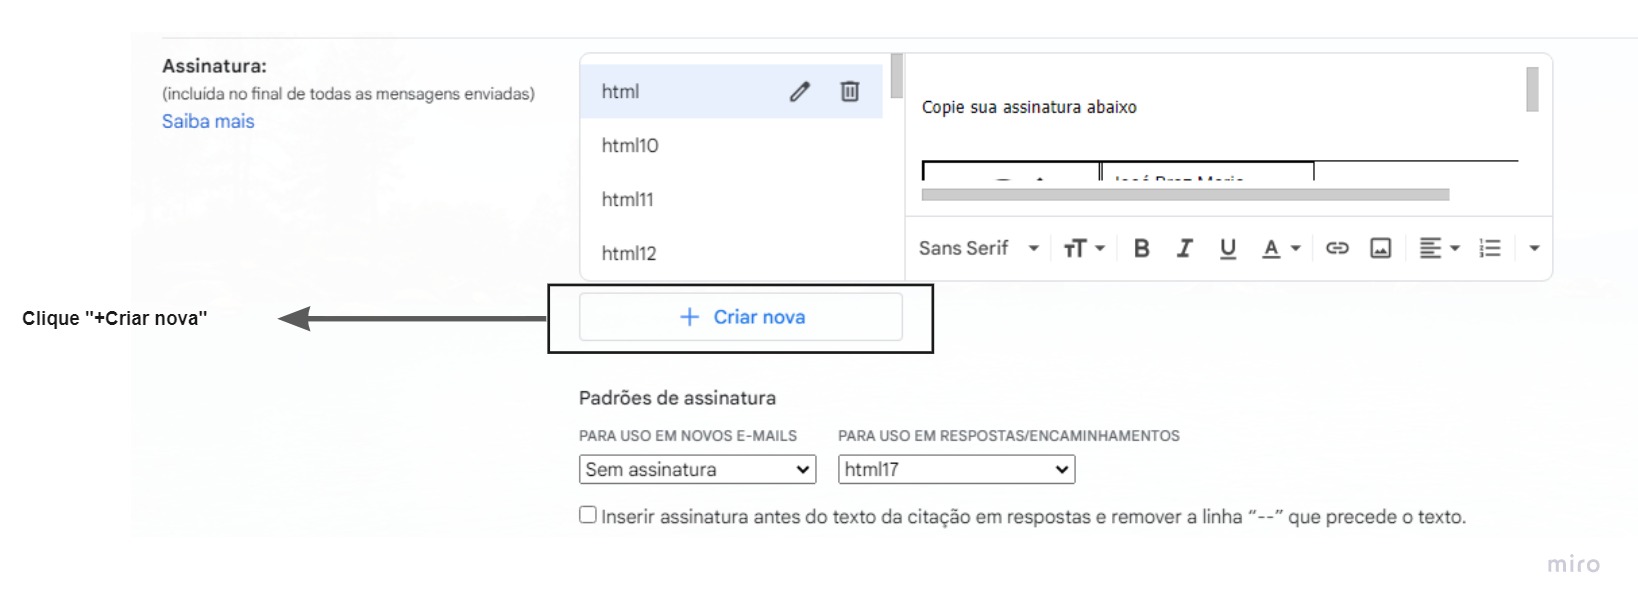 Assinatura:
(incluída no final de todas as mensagens enviadas)
Saiba mais
html
html10
html11
html12
Copie sua assinatura abaixo
Sans Serif
Clique "+Criar nova"
+ Criar nova
Padrões de assinatura
PARA USO EM NOVOS E-MAILS
PARA USO EM RESPOSTAS/ENCAMINHAMENTOS
Sem assinatura
html17
Inserir assinatura antes do texto da citação em respostas e remover a linha “--” que precede o texto.
miro